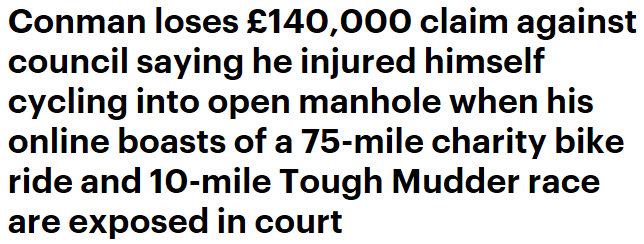 Conman loses £140,000 claim against
council saying he injured himself
cycling into open manhole when his
online boasts of a 75-mile charity bike
ride and 10-mile Tough Mudder race
are exposed in court